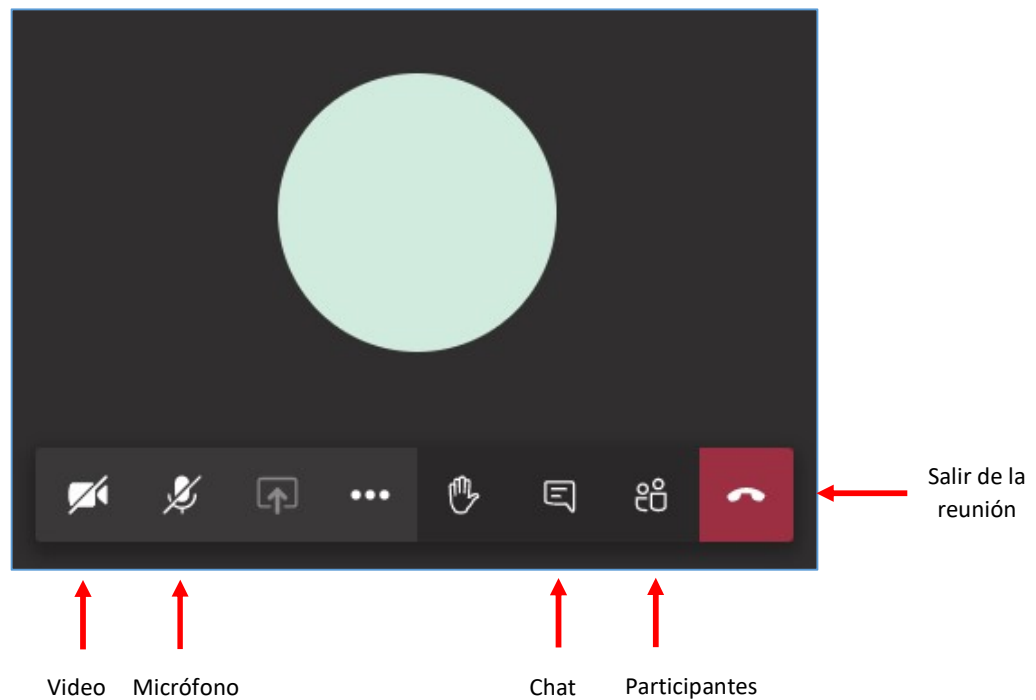 Salir de la
reunión
Video
Micrófono
Chat
Participantes